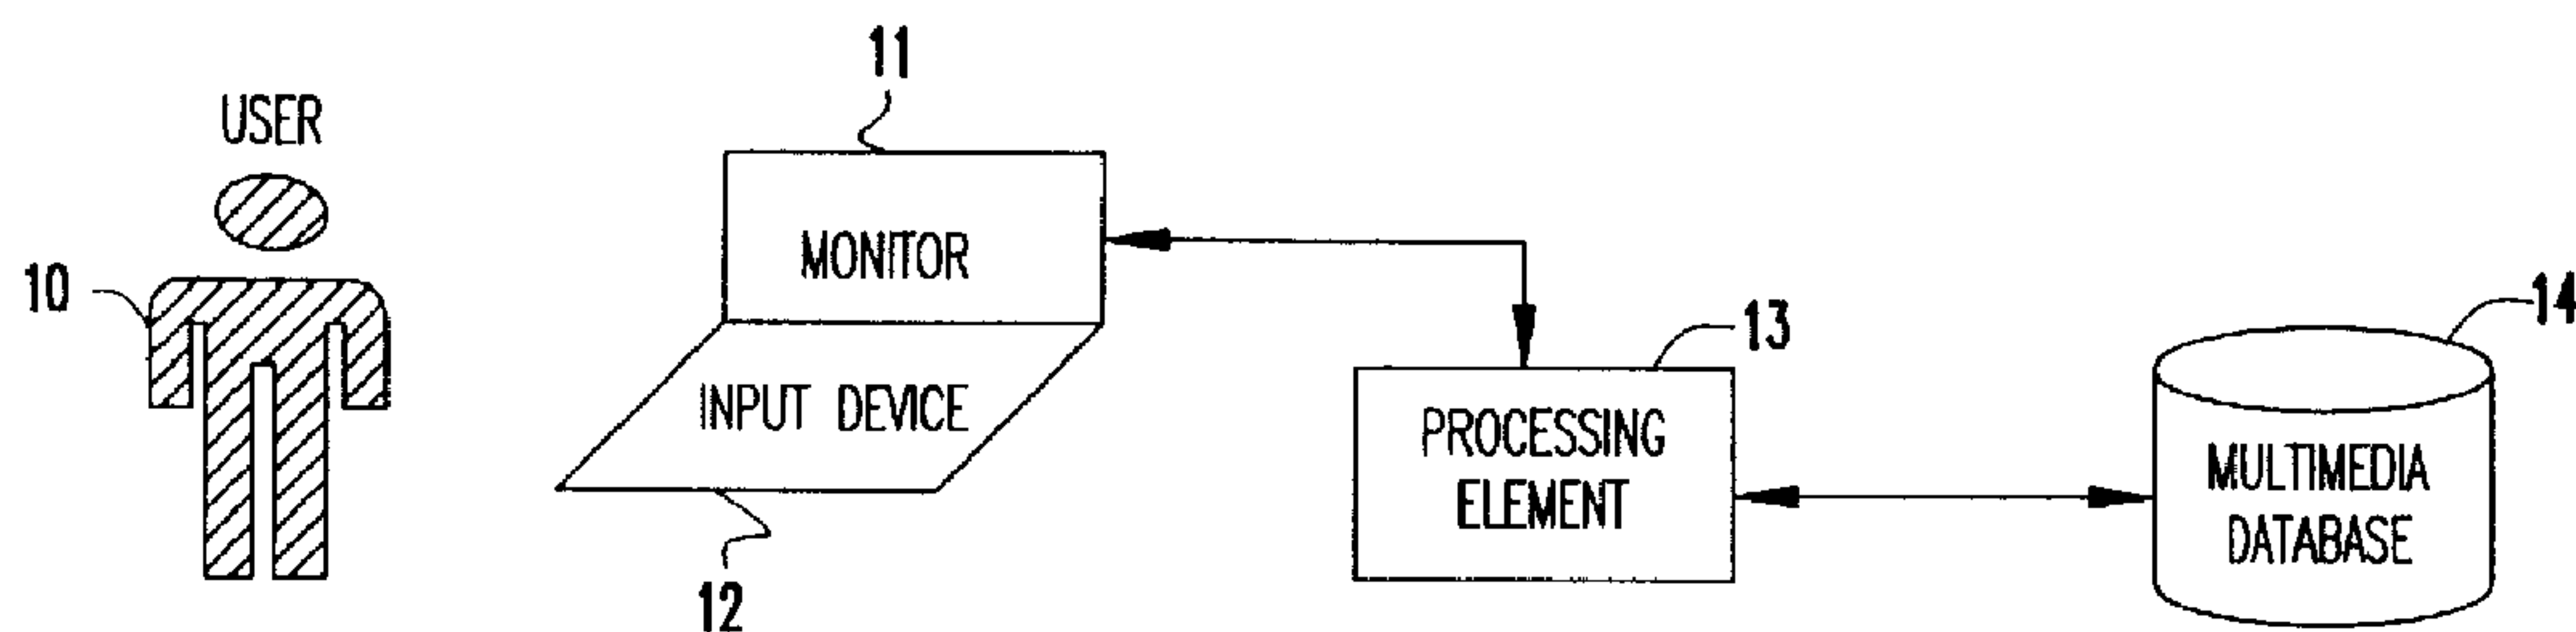 11
USER
MONITOR
10
13
14
INPUT DEVICE
PROCESSING
ELEMENT
MULTIMEDIA
DATABASE
12